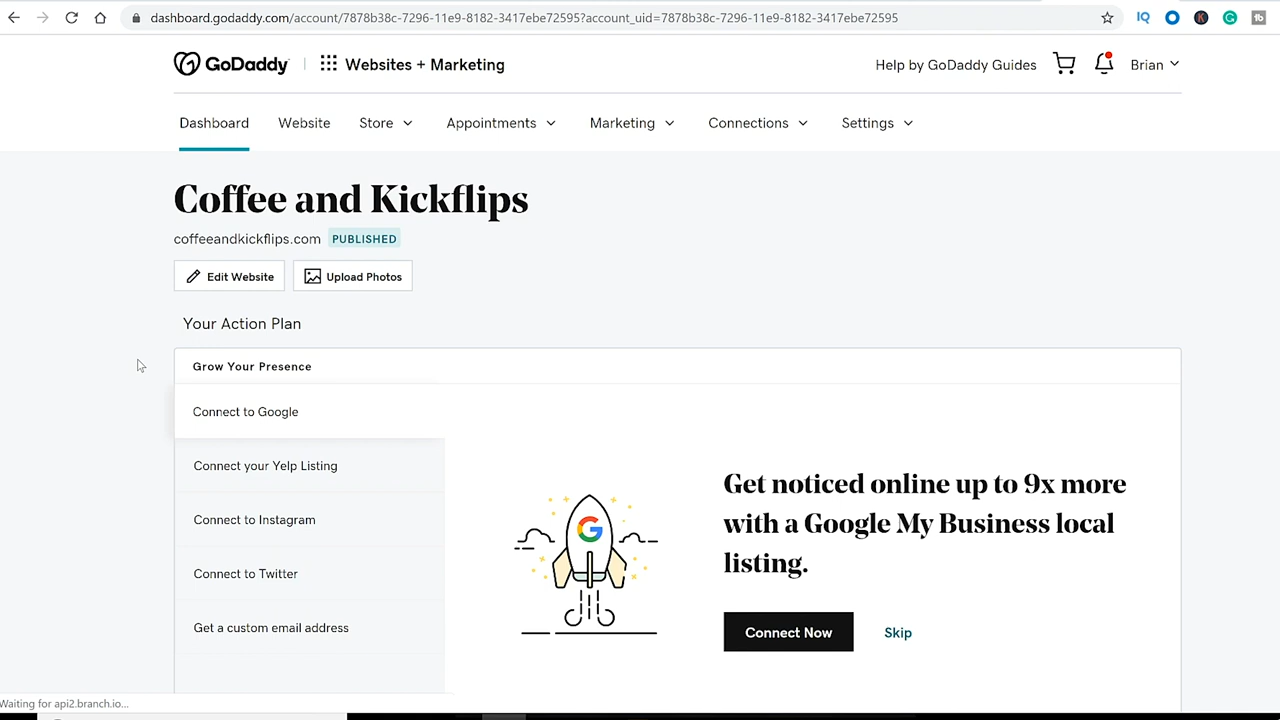 dashboard.godaddy.com/account/7878b38c-7296-11e9-8182-3417ebe72595?account_uid=7878b38c-7296-11e9-8182-3417ebe72595
IQ K G tb
GoDaddy Websites + Marketing Help by GoDaddy Guides Brian
Dashboard Website Store Appointments Marketing Connections Settings
Coffee and Kickflips
coffeeandkickflips.com PUBLISHED
Edit Website Upload Photos
Your Action Plan
Grow Your Presence
Connect to Google
Connect your Yelp Listing
Connect to Instagram
Connect to Twitter
Get a custom email address
G
Get noticed online up to 9x more
with a Google My Business local
listing.
Connect Now Skip
Waiting for api2.branch.io...